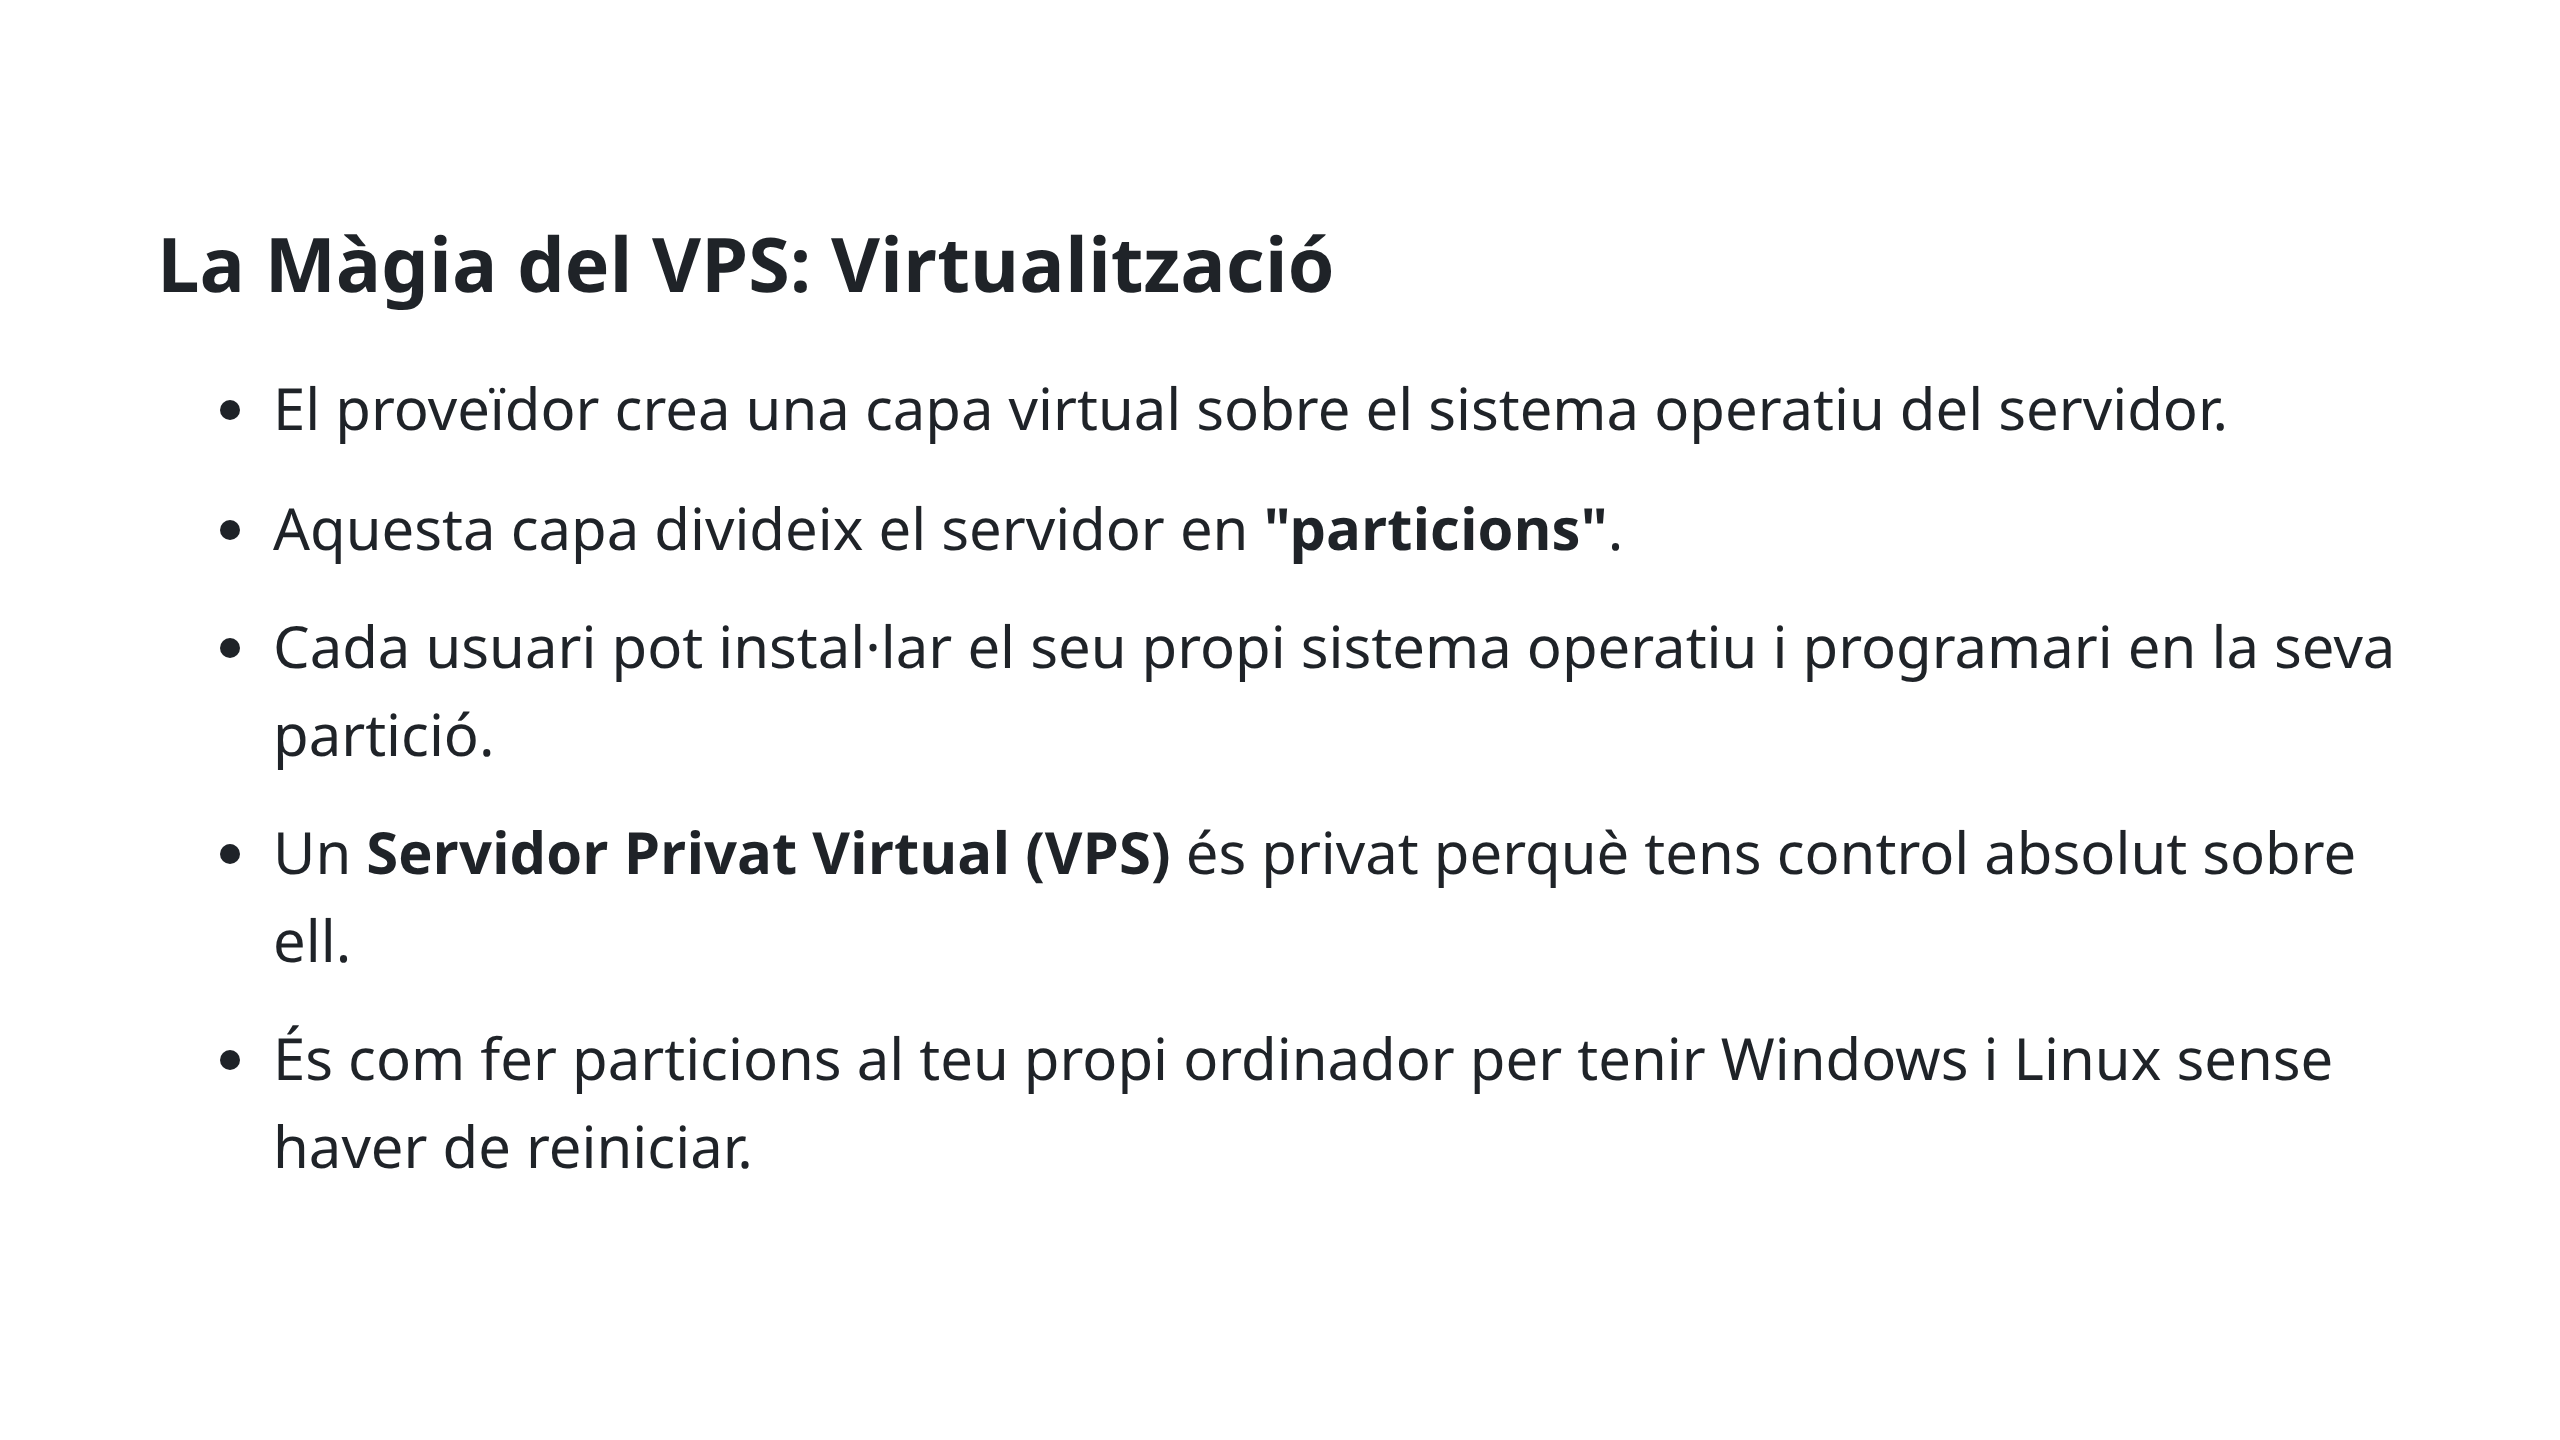 La Màgia del VPS: Virtualització
• El proveïdor crea una capa virtual sobre el sistema operatiu del servidor.
• Aquesta capa divideix el servidor en "particions".
• Cada usuari pot instal·lar el seu propi sistema operatiu i programari en la seva
partició.
• Un Servidor Privat Virtual (VPS) és privat perquè tens control absolut sobre
ell.
• És com fer particions al teu propi ordinador per tenir Windows i Linux sense
haver de reiniciar.